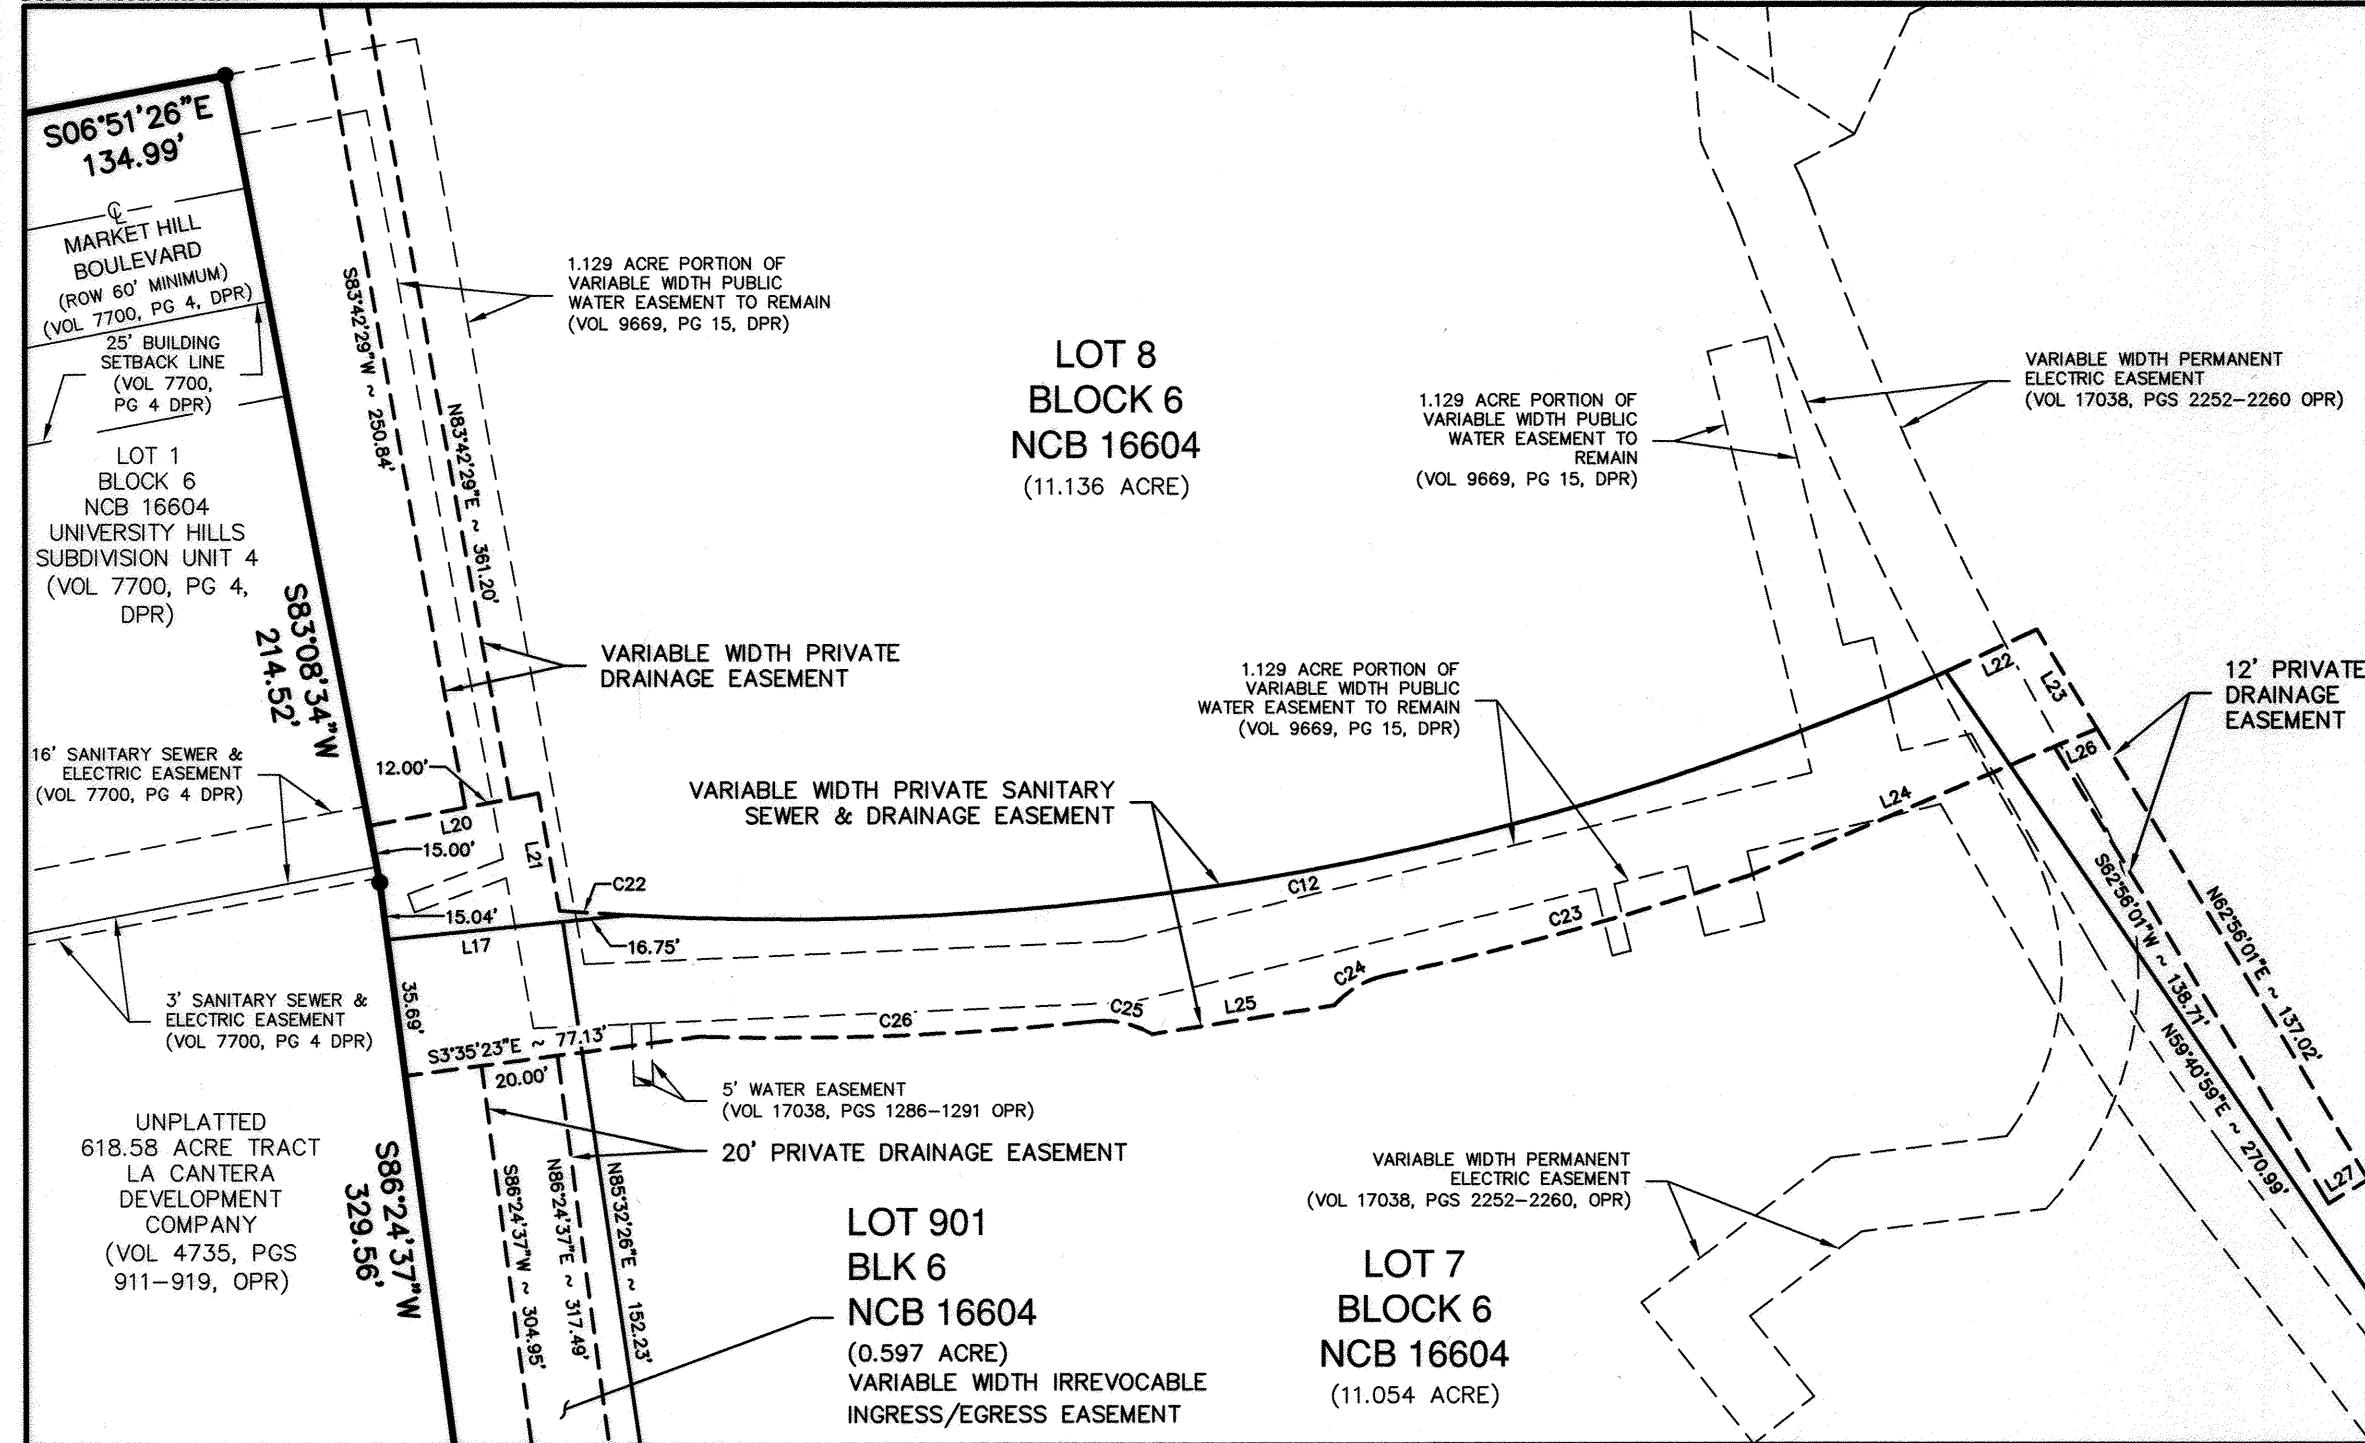 S06°51'26"E
134.99'
℄
MARKET HILL
BOULEVARD
(ROW 60' MINIMUM)
(VOL 7700, PG 4, DPR)
25' BUILDING
SETBACK LINE
(VOL 7700,
PG 4 DPR)
LOT 1
BLOCK 6
NCB 16604
UNIVERSITY HILLS
SUBDIVISION UNIT 4
(VOL 7700, PG 4,
DPR)
S83°08'34"W
214.52'
16' SANITARY SEWER &
ELECTRIC EASEMENT
(VOL 7700, PG 4 DPR)
3' SANITARY SEWER &
ELECTRIC EASEMENT
(VOL 7700, PG 4 DPR)
UNPLATTED
618.58 ACRE TRACT
LA CANTERA
DEVELOPMENT
COMPANY
(VOL 4735, PGS
911-919, OPR)
S86°24'37"W
329.56'
S83°42'29"W ~ 250.84'
N83°42'29"E ~ 361.20'
1.129 ACRE PORTION OF
VARIABLE WIDTH PUBLIC
WATER EASEMENT TO REMAIN
(VOL 9669, PG 15, DPR)
VARIABLE WIDTH PRIVATE
DRAINAGE EASEMENT
12.00'
L20
15.00'
L21
C22
15.04'
L17
16.75'
35.69'
S3°35'23"E ~ 77.13'
20.00'
5' WATER EASEMENT
(VOL 17038, PGS 1286-1291 OPR)
20' PRIVATE DRAINAGE EASEMENT
S86°24'37"W ~ 304.95'
N86°24'37"E ~ 317.49'
N85°32'26"E ~ 152.23'
LOT 901
BLK 6
NCB 16604
(0.597 ACRE)
VARIABLE WIDTH IRREVOCABLE
INGRESS/EGRESS EASEMENT
LOT 8
BLOCK 6
NCB 16604
(11.136 ACRE)
VARIABLE WIDTH PRIVATE SANITARY
SEWER & DRAINAGE EASEMENT
1.129 ACRE PORTION OF
VARIABLE WIDTH PUBLIC
WATER EASEMENT TO REMAIN
(VOL 9669, PG 15, DPR)
1.129 ACRE PORTION OF
VARIABLE WIDTH PUBLIC
WATER EASEMENT TO
REMAIN
(VOL 9669, PG 15, DPR)
VARIABLE WIDTH PERMANENT
ELECTRIC EASEMENT
(VOL 17038, PGS 2252-2260 OPR)
C12
C23
C24
L25
C25
C26
L24
L22
L23
L26
12' PRIVATE
DRAINAGE
EASEMENT
S62°56'01"W ~ 138.71'
N62°56'01"E ~ 137.02'
N59°40'59"E ~ 270.99'
L27
VARIABLE WIDTH PERMANENT
ELECTRIC EASEMENT
(VOL 17038, PGS 2252-2260, OPR)
LOT 7
BLOCK 6
NCB 16604
(11.054 ACRE)